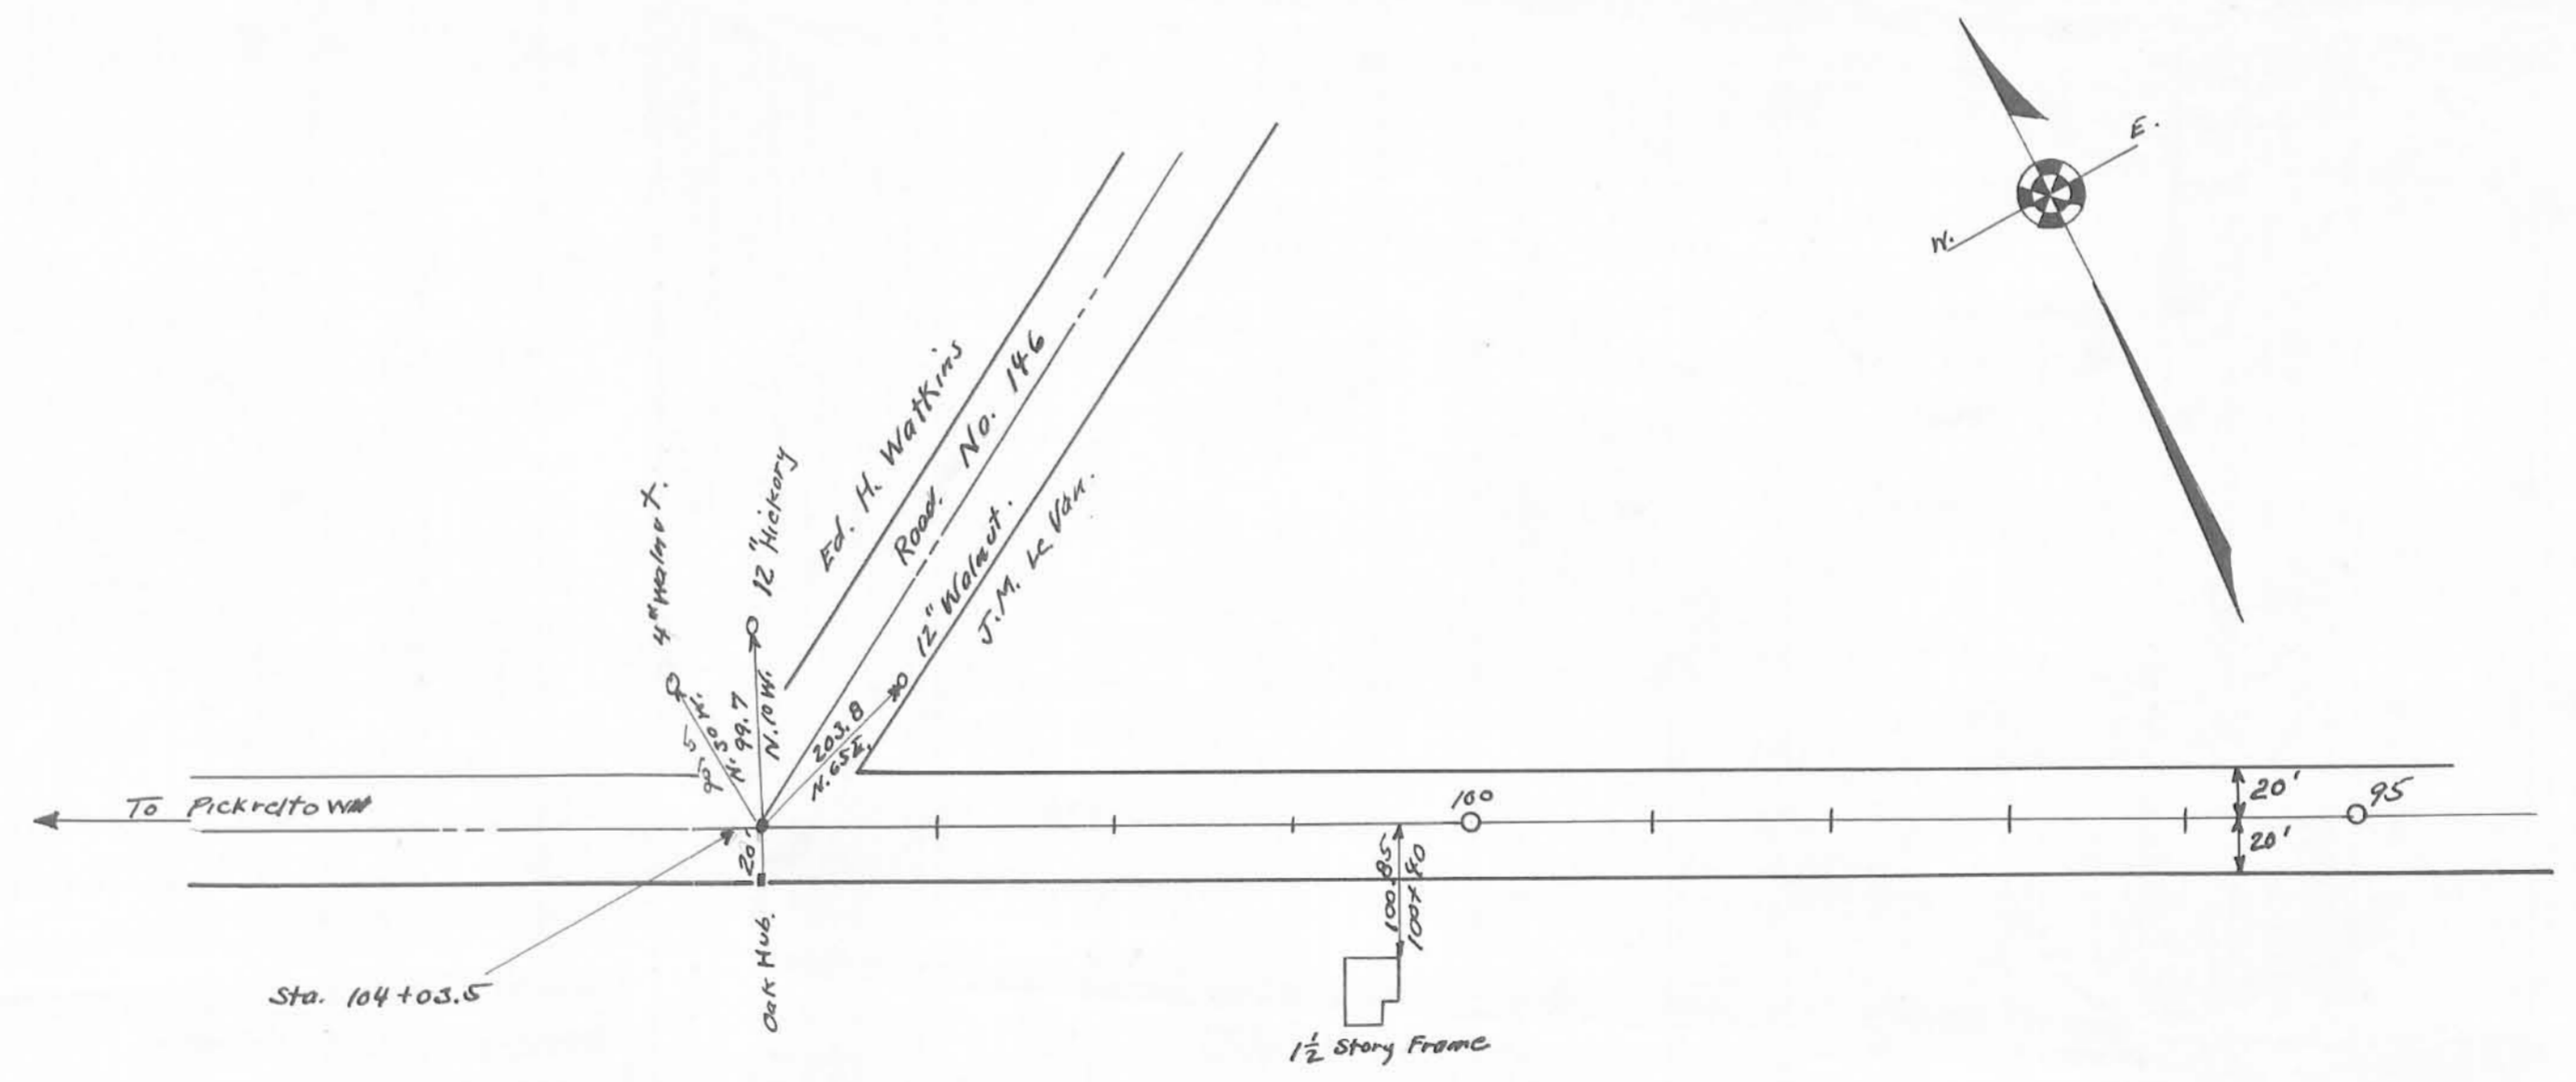 E.
W.
Ed. H. Watkins
Road. No. 146
12" Walnut.
J.M. Le Van.
4" Walnut.
12" Hickory
N. 30 W.
99.7
N. 10 W.
203.8
N. 65 E.
To Pickreltown
20'
Oak Hub.
Sta. 104+03.5
100
95
20'
20'
100.85
100+40
1½ Story Frame